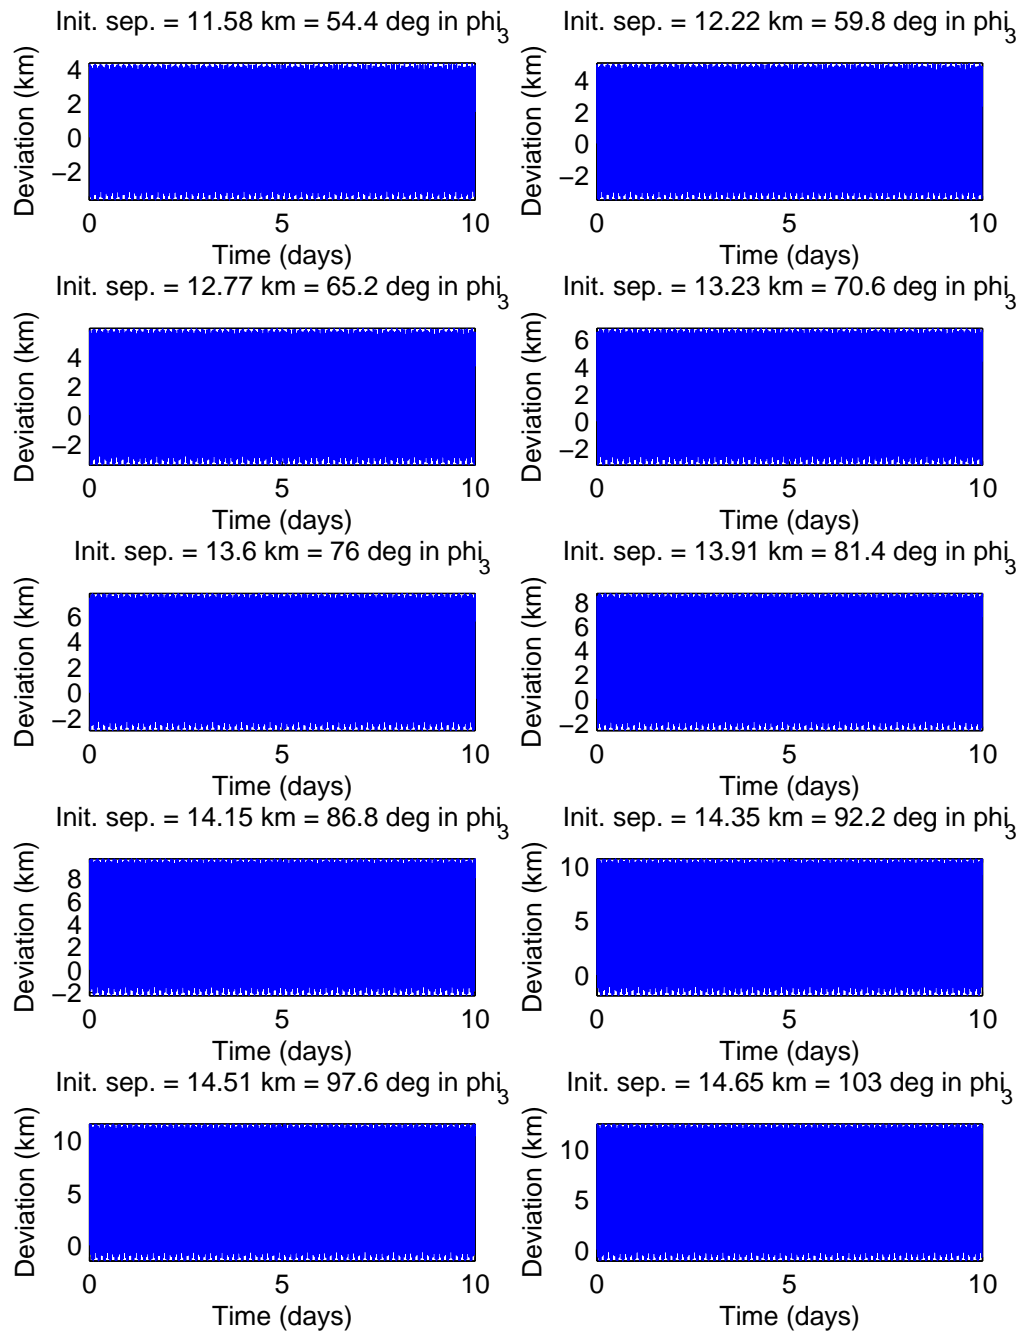 Init. sep. = 11.58 km = 54.4 deg in phi_3
Deviation (km)
4
2
0
−2
0 5 10
Time (days)
Init. sep. = 12.22 km = 59.8 deg in phi_3
Deviation (km)
4
2
0
−2
0 5 10
Time (days)
Init. sep. = 12.77 km = 65.2 deg in phi_3
Deviation (km)
4
2
0
−2
0 5 10
Time (days)
Init. sep. = 13.23 km = 70.6 deg in phi_3
Deviation (km)
6
4
2
0
−2
0 5 10
Time (days)
Init. sep. = 13.6 km = 76 deg in phi_3
Deviation (km)
6
4
2
0
−2
0 5 10
Time (days)
Init. sep. = 13.91 km = 81.4 deg in phi_3
Deviation (km)
8
6
4
2
0
−2
0 5 10
Time (days)
Init. sep. = 14.15 km = 86.8 deg in phi_3
Deviation (km)
8
6
4
2
0
−2
0 5 10
Time (days)
Init. sep. = 14.35 km = 92.2 deg in phi_3
Deviation (km)
10
5
0
0 5 10
Time (days)
Init. sep. = 14.51 km = 97.6 deg in phi_3
Deviation (km)
10
5
0
0 5 10
Time (days)
Init. sep. = 14.65 km = 103 deg in phi_3
Deviation (km)
10
5
0
0 5 10
Time (days)